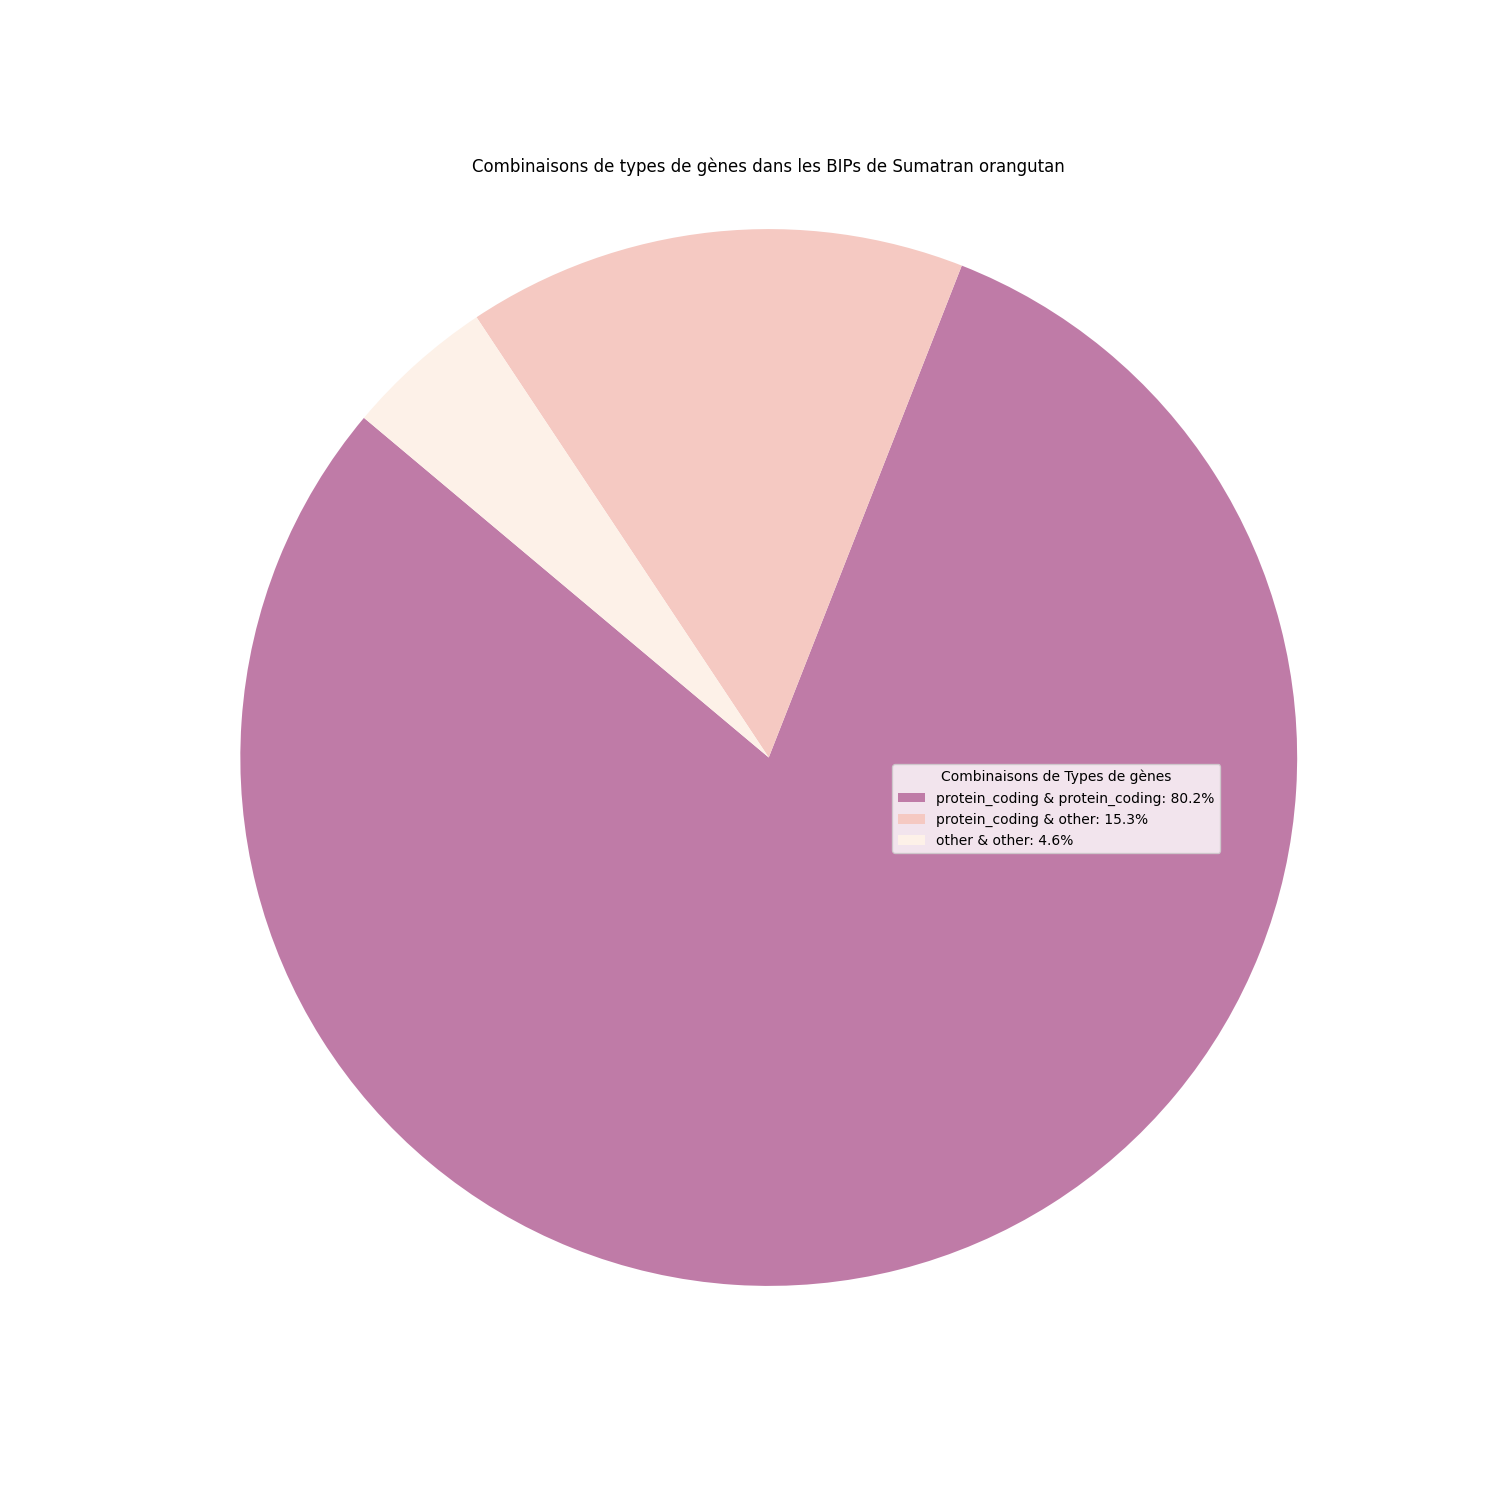 Combinaisons de types de gènes dans les BIPs de Sumatran orangutan
Combinaisons de Types de gènes
protein_coding & protein_coding: 80.2%
protein_coding & other: 15.3%
other & other: 4.6%